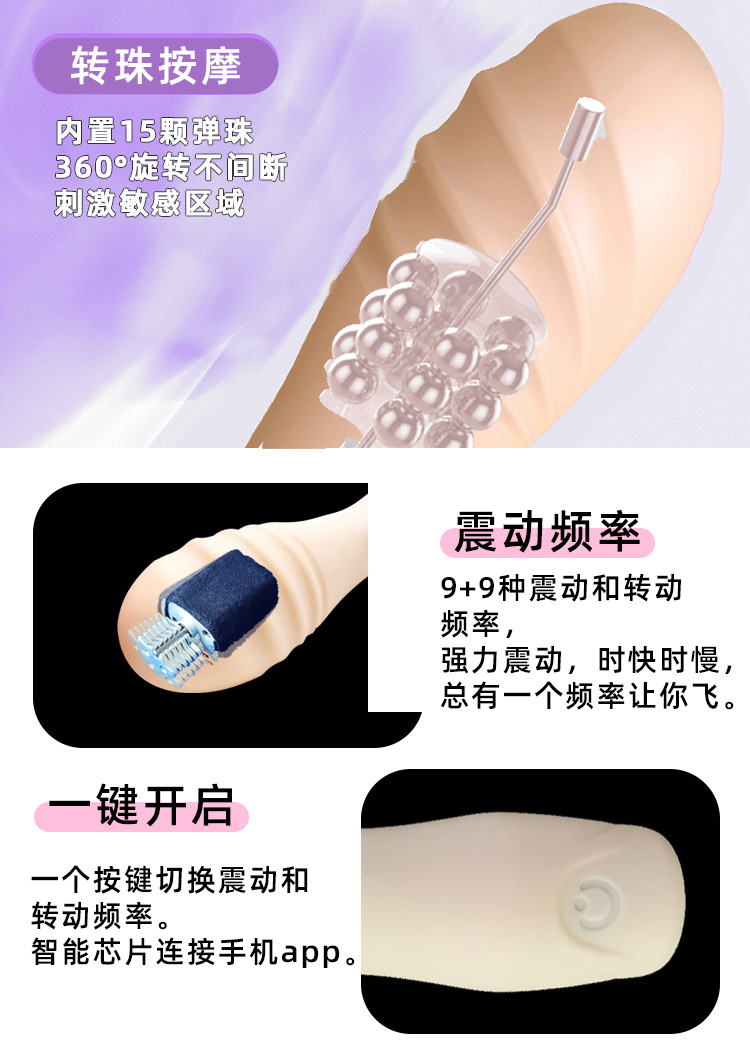 转珠按摩
内置15颗弹珠
360°旋转不间断
刺激敏感区域
震动频率
9+9种震动和转动
频率，
强力震动，时快时慢，
总有一个频率让你飞。
一键开启
一个按键切换震动和
转动频率。
智能芯片连接手机app。